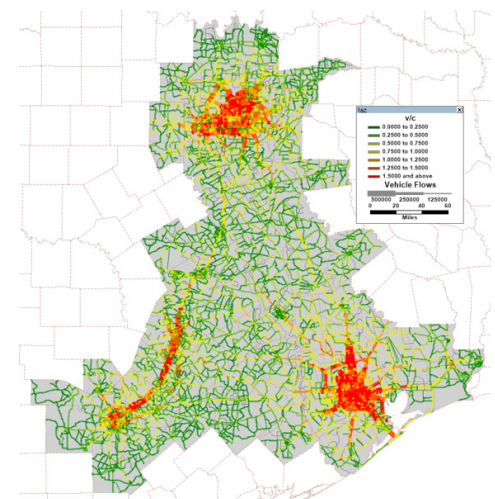 taz
v/c
0.0000 to 0.2500
0.2500 to 0.5000
0.5000 to 0.7500
0.7500 to 1.0000
1.0000 to 1.2500
1.2500 to 1.5000
1.5000 and above
Vehicle Flows
500000 250000 125000
0 20 40 60
Miles